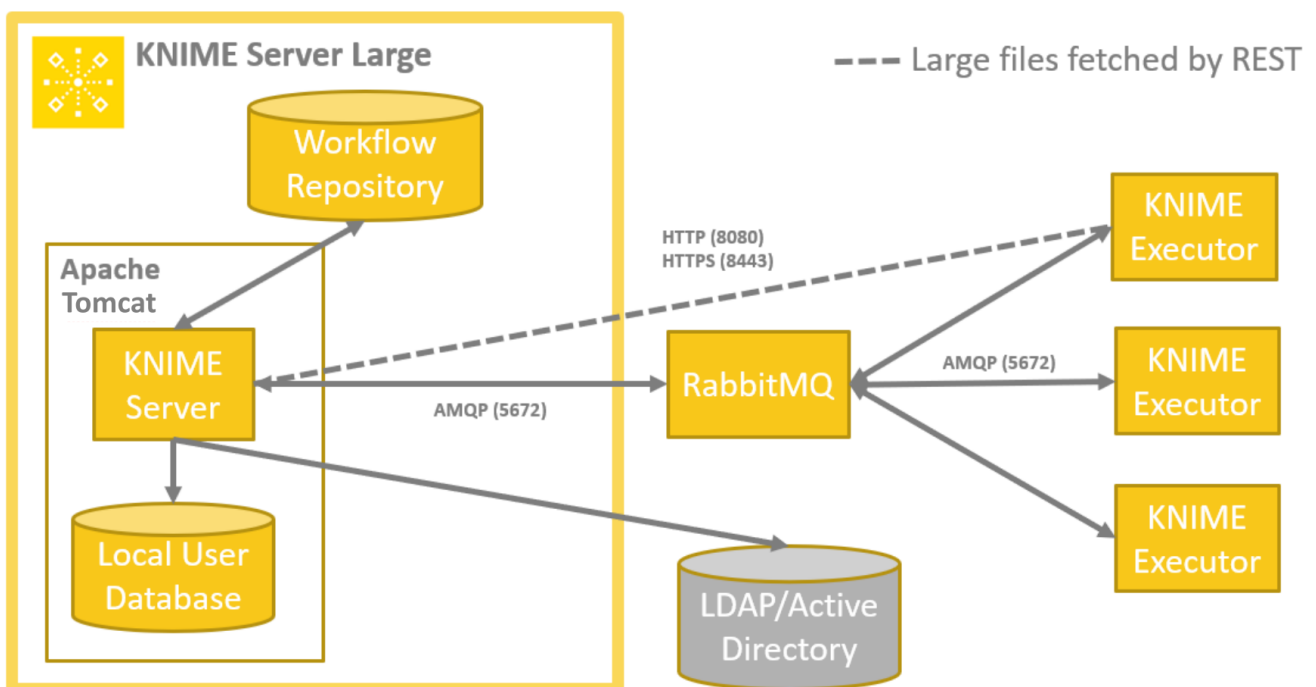 KNIME Server Large
Large files fetched by REST
Workflow
Repository
KNIME
Executor
HTTP (8080)
HTTPS (8443)
Apache
Tomcat
KNIME
Server
AMQP (5672)
RabbitMQ
AMQP (5672)
KNIME
Executor
KNIME
Executor
Local User
Database
LDAP/Active
Directory